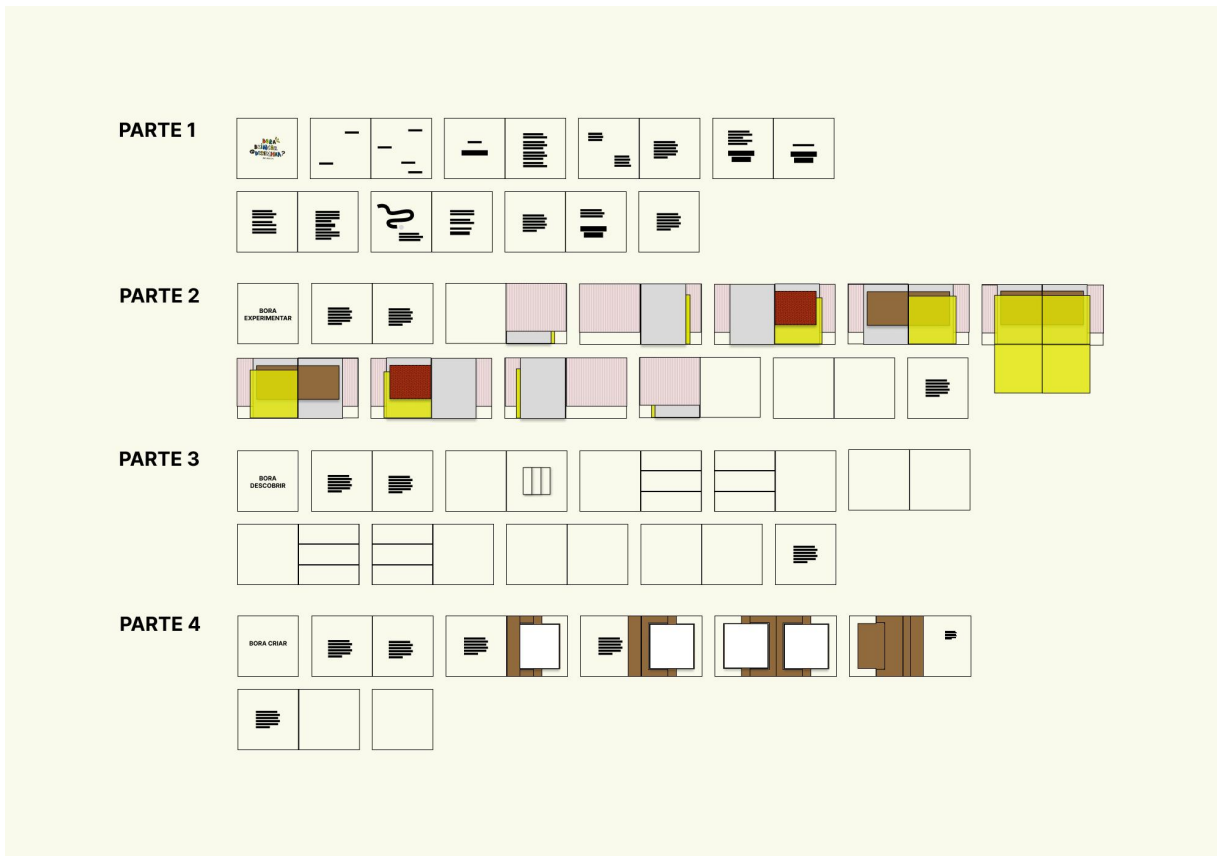 PARTE 1
PARTE 2
BORA
EXPERIMENTAR
PARTE 3
BORA
DESCOBRIR
PARTE 4
BORA CRIAR